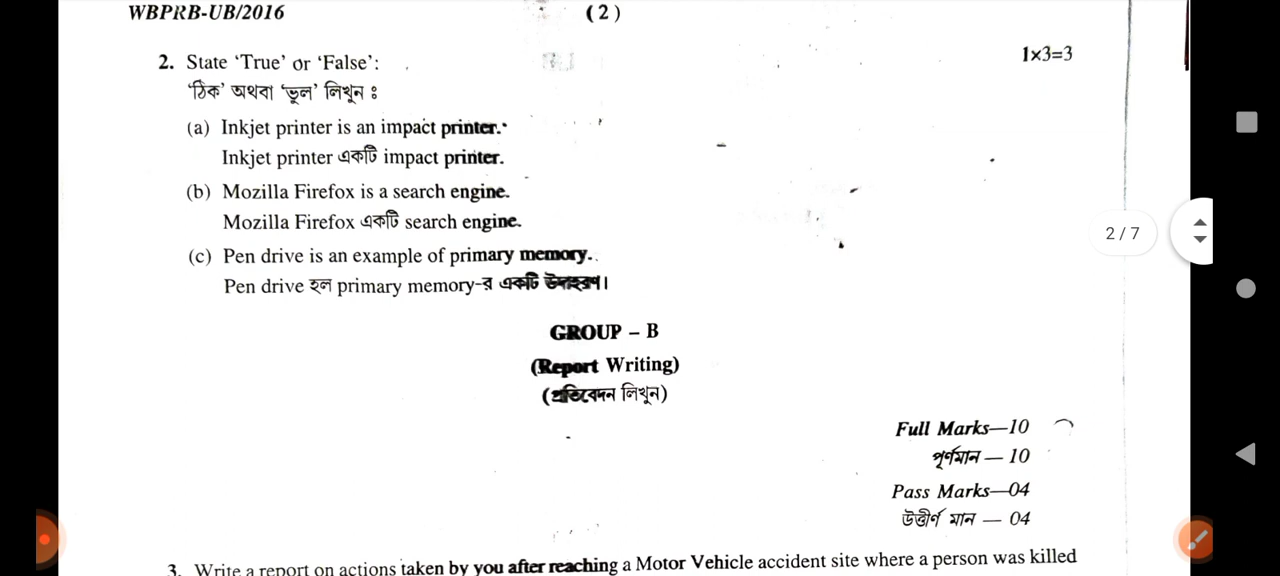 WBPRB-UB/2016 (2)
2. State ‘True’ or ‘False’: 1×3=3
‘ঠিক’ অথবা ‘ভুল’ লিখুন ঃ
(a) Inkjet printer is an impact printer.
Inkjet printer একটি impact printer.
(b) Mozilla Firefox is a search engine.
Mozilla Firefox একটি search engine.
2 / 7
(c) Pen drive is an example of primary memory.
Pen drive হল primary memory-র একটি উদাহরণ।
GROUP – B
(Report Writing)
(প্রতিবেদন লিখুন)
Full Marks—10
পূর্ণমান — 10
Pass Marks—04
উত্তীর্ণ মান — 04
3. Write a report on actions taken by you after reaching a Motor Vehicle accident site where a person was killed